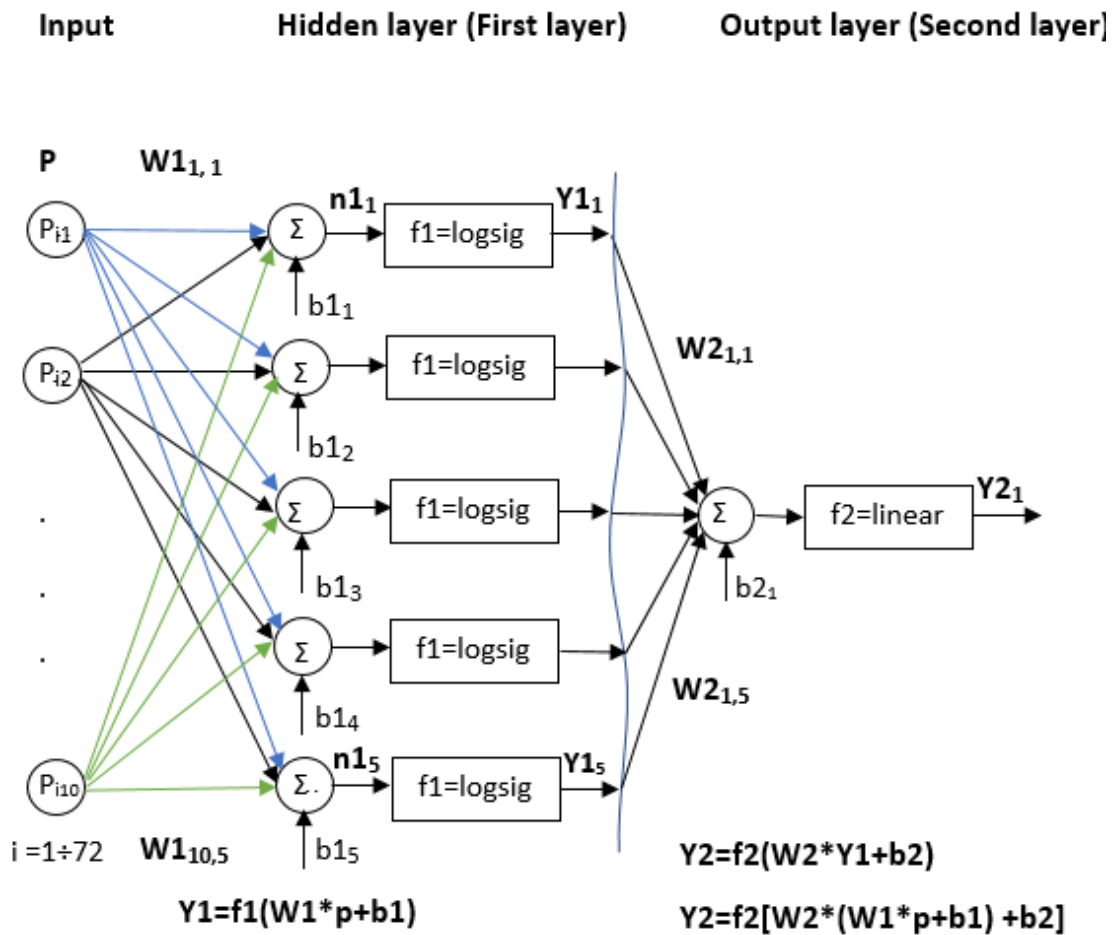 Input Hidden layer (First layer) Output layer (Second layer)
P W1₁, ₁
n1₁ Y1₁
Pᵢ₁ Σ f1=logsig
b1₁
W2₁,₁
Pᵢ₂ Σ f1=logsig
b1₂
Y2₁
. Σ f1=logsig Σ f2=linear
. b1₃ b2₁
. Σ f1=logsig
W2₁,₅
b1₄
n1₅ Y1₅
Pᵢ₁₀ Σ. f1=logsig
i =1÷72 W1₁₀,₅ b1₅ Y2=f2(W2*Y1+b2)
Y1=f1(W1*p+b1) Y2=f2[W2*(W1*p+b1) +b2]